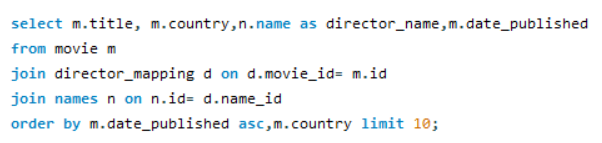 select m.title, m.country,n.name as director_name,m.date_published
from movie m
join director_mapping d on d.movie_id= m.id
join names n on n.id= d.name_id
order by m.date_published asc,m.country limit 10;